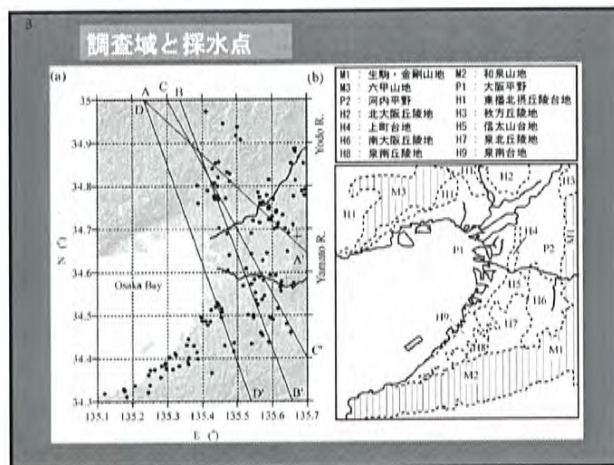 3
調査域と採水点
(a)
A
C
B
D
35
34.9
34.8
34.7
34.6
34.5
34.4
34.3
N (°)
Osaka Bay
Yodo R.
Yamato R.
A'
C'
D'
B'
135.1 135.2 135.3 135.4 135.5 135.6 135.7
E (°)
(b)
M1 : 生駒・金剛山地 M2 : 和泉山地
M3 : 六甲山地 P1 : 大阪平野
P2 : 河内平野 H1 : 東播北摂丘陵台地
H2 : 北大阪丘陵地 H3 : 枚方丘陵地
H4 : 上町台地 H5 : 信太山台地
H6 : 南大阪丘陵地 H7 : 泉北丘陵地
H8 : 泉南丘陵地 H9 : 泉南台地
M3
H1
H2
H3
H1
P1
H4
P2
M1
H5
H6
H9
H7
H8
M2
M1